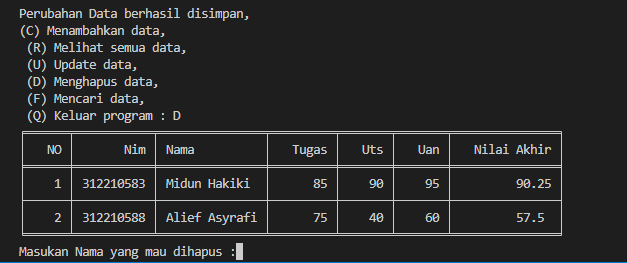 Perubahan Data berhasil disimpan,
(C) Menambahkan data,
(R) Melihat semua data,
(U) Update data,
(D) Menghapus data,
(F) Mencari data,
(Q) Keluar program : D
NO Nim Nama Tugas Uts Uan Nilai Akhir
1 312210583 Midun Hakiki 85 90 95 90.25
2 312210588 Alief Asyrafi 75 40 60 57.5
Masukan Nama yang mau dihapus :